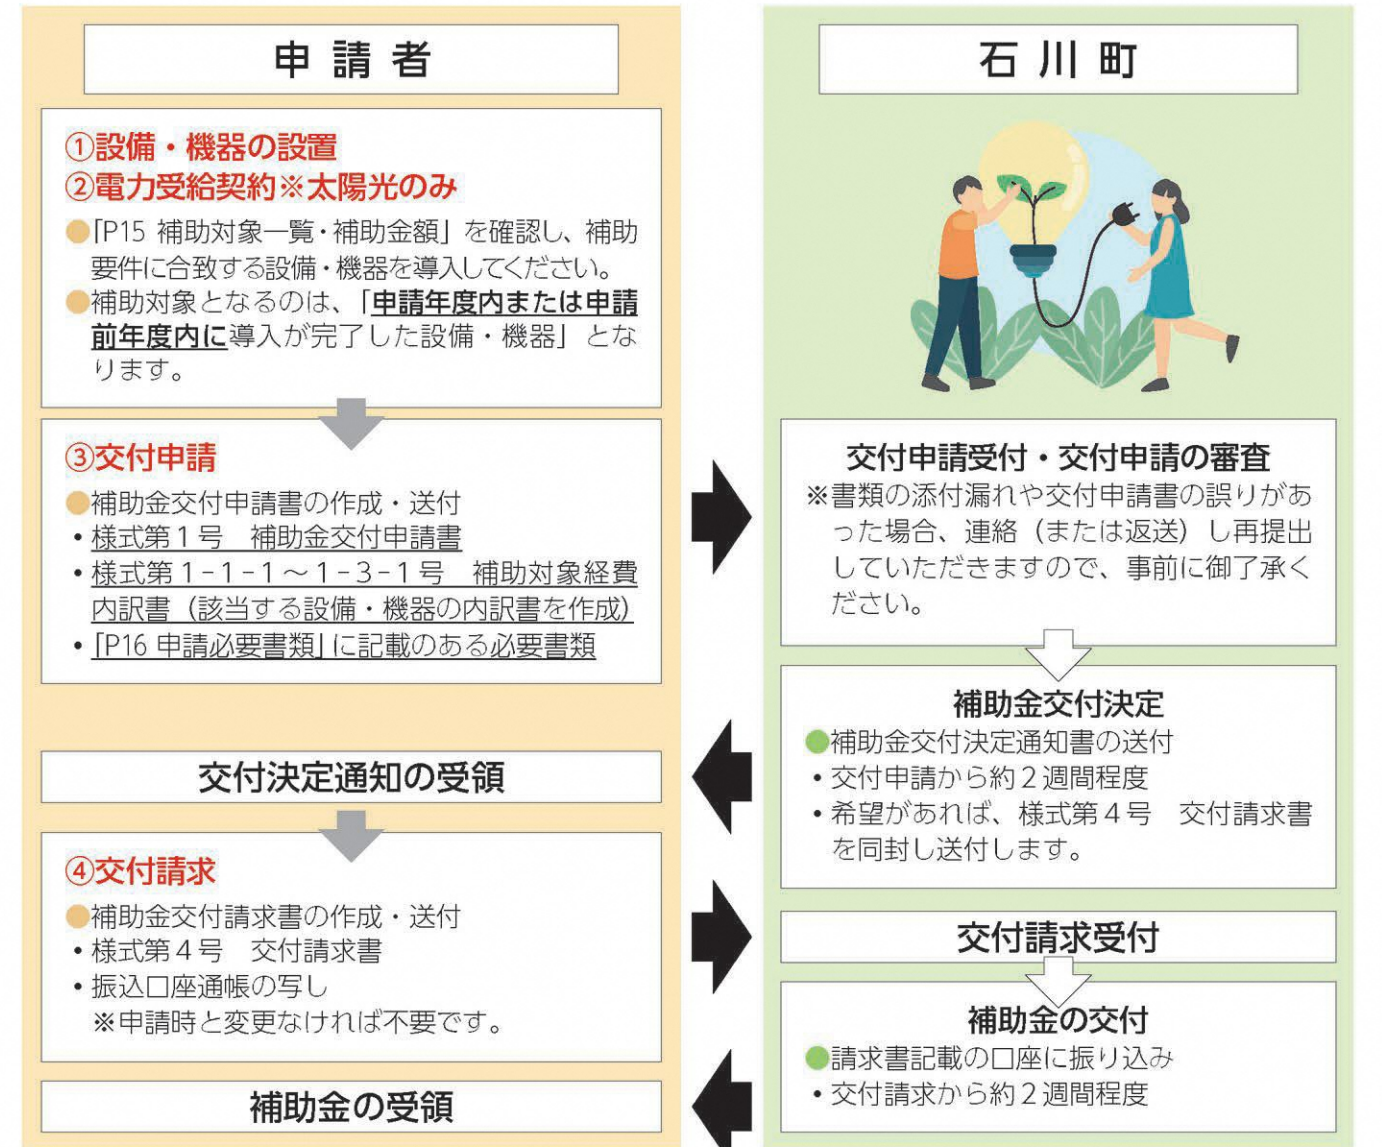 申請者
①設備・機器の設置
②電力受給契約※太陽光のみ
●「P15 補助対象一覧・補助金額」を確認し、補助
要件に合致する設備・機器を導入してください。
●補助対象となるのは、「申請年度内または申請
前年度内に導入が完了した設備・機器」とな
ります。
③交付申請
●補助金交付申請書の作成・送付
・様式第1号　補助金交付申請書
・様式第1-1-1～1-3-1号　補助対象経費
内訳書（該当する設備・機器の内訳書を作成）
・「P16 申請必要書類」に記載のある必要書類
交付決定通知の受領
④交付請求
●補助金交付請求書の作成・送付
・様式第4号　交付請求書
・振込口座通帳の写し
※申請時と変更なければ不要です。
補助金の受領
石川町
交付申請受付・交付申請の審査
※書類の添付漏れや交付申請書の誤りがあ
った場合、連絡（または返送）し再提出
していただきますので、事前に御了承く
ださい。
補助金交付決定
●補助金交付決定通知書の送付
・交付申請から約2週間程度
・希望があれば、様式第4号　交付請求書
を同封し送付します。
交付請求受付
補助金の交付
●請求書記載の口座に振り込み
・交付請求から約2週間程度